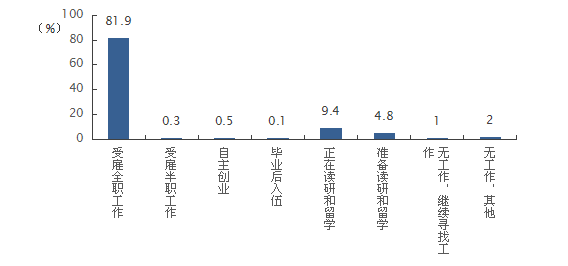 (%)
100
80
60
40
20
0
81.9
0.3
0.5
0.1
9.4
4.8
1
2
受雇全职工作
受雇半职工作
自主创业
毕业后入伍
正在读研和留学
准备读研和留学
无工作，继续寻找工
作
无工作，其他